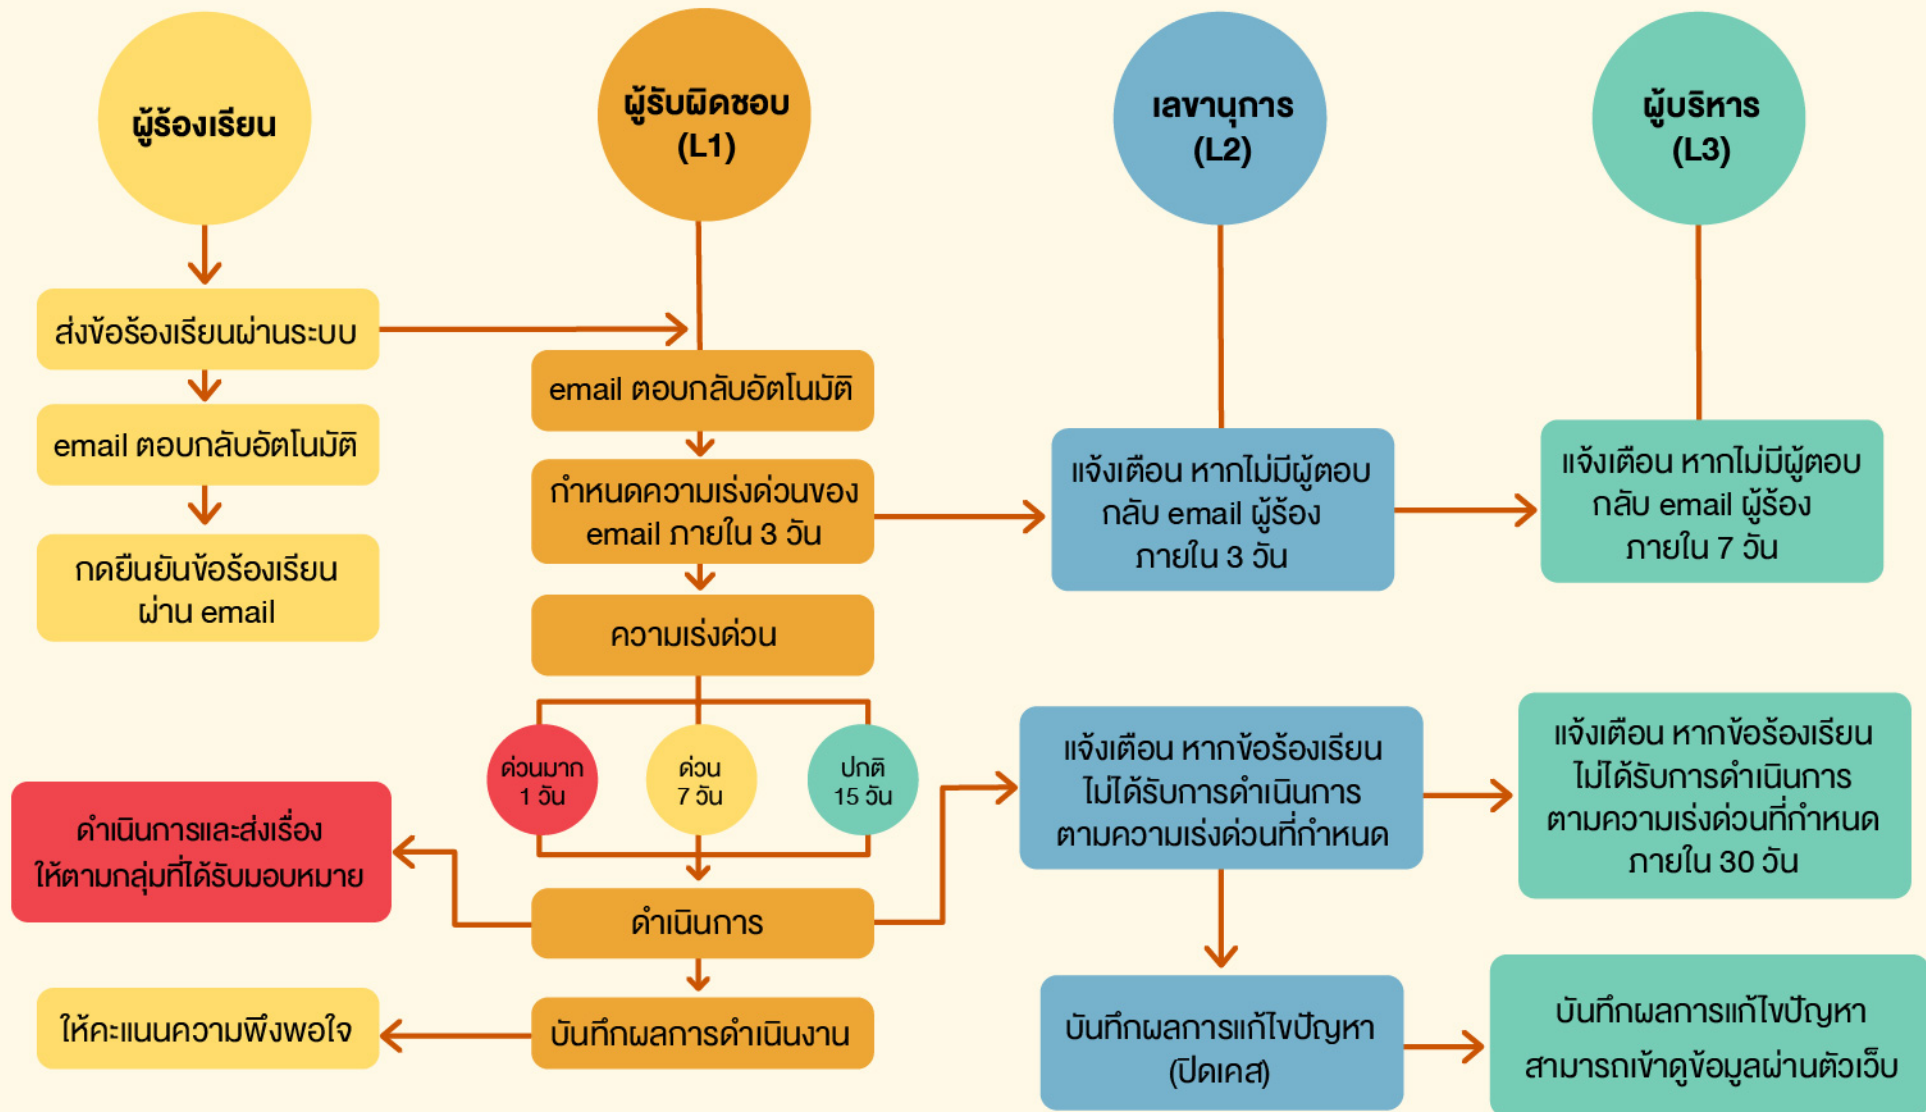 ผู้ร้องเรียน
ผู้รับผิดชอบ
(L1)
เลขานุการ
(L2)
ผู้บริหาร
(L3)
ส่งข้อร้องเรียนผ่านระบบ
email ตอบกลับอัตโนมัติ
กดยืนยันข้อร้องเรียน
ผ่าน email
email ตอบกลับอัตโนมัติ
กำหนดความเร่งด่วนของ
email ภายใน 3 วัน
ความเร่งด่วน
ด่วนมาก
1 วัน
ด่วน
7 วัน
ปกติ
15 วัน
ดำเนินการและส่งเรื่อง
ให้ตามกลุ่มที่ได้รับมอบหมาย
ดำเนินการ
บันทึกผลการดำเนินงาน
ให้คะแนนความพึงพอใจ
แจ้งเตือน หากไม่มีผู้ตอบ
กลับ email ผู้ร้อง
ภายใน 3 วัน
แจ้งเตือน หากไม่มีผู้ตอบ
กลับ email ผู้ร้อง
ภายใน 7 วัน
แจ้งเตือน หากข้อร้องเรียน
ไม่ได้รับการดำเนินการ
ตามความเร่งด่วนที่กำหนด
แจ้งเตือน หากข้อร้องเรียน
ไม่ได้รับการดำเนินการ
ตามความเร่งด่วนที่กำหนด
ภายใน 30 วัน
บันทึกผลการแก้ไขปัญหา
(ปิดเคส)
บันทึกผลการแก้ไขปัญหา
สามารถเข้าดูข้อมูลผ่านตัวเว็บ